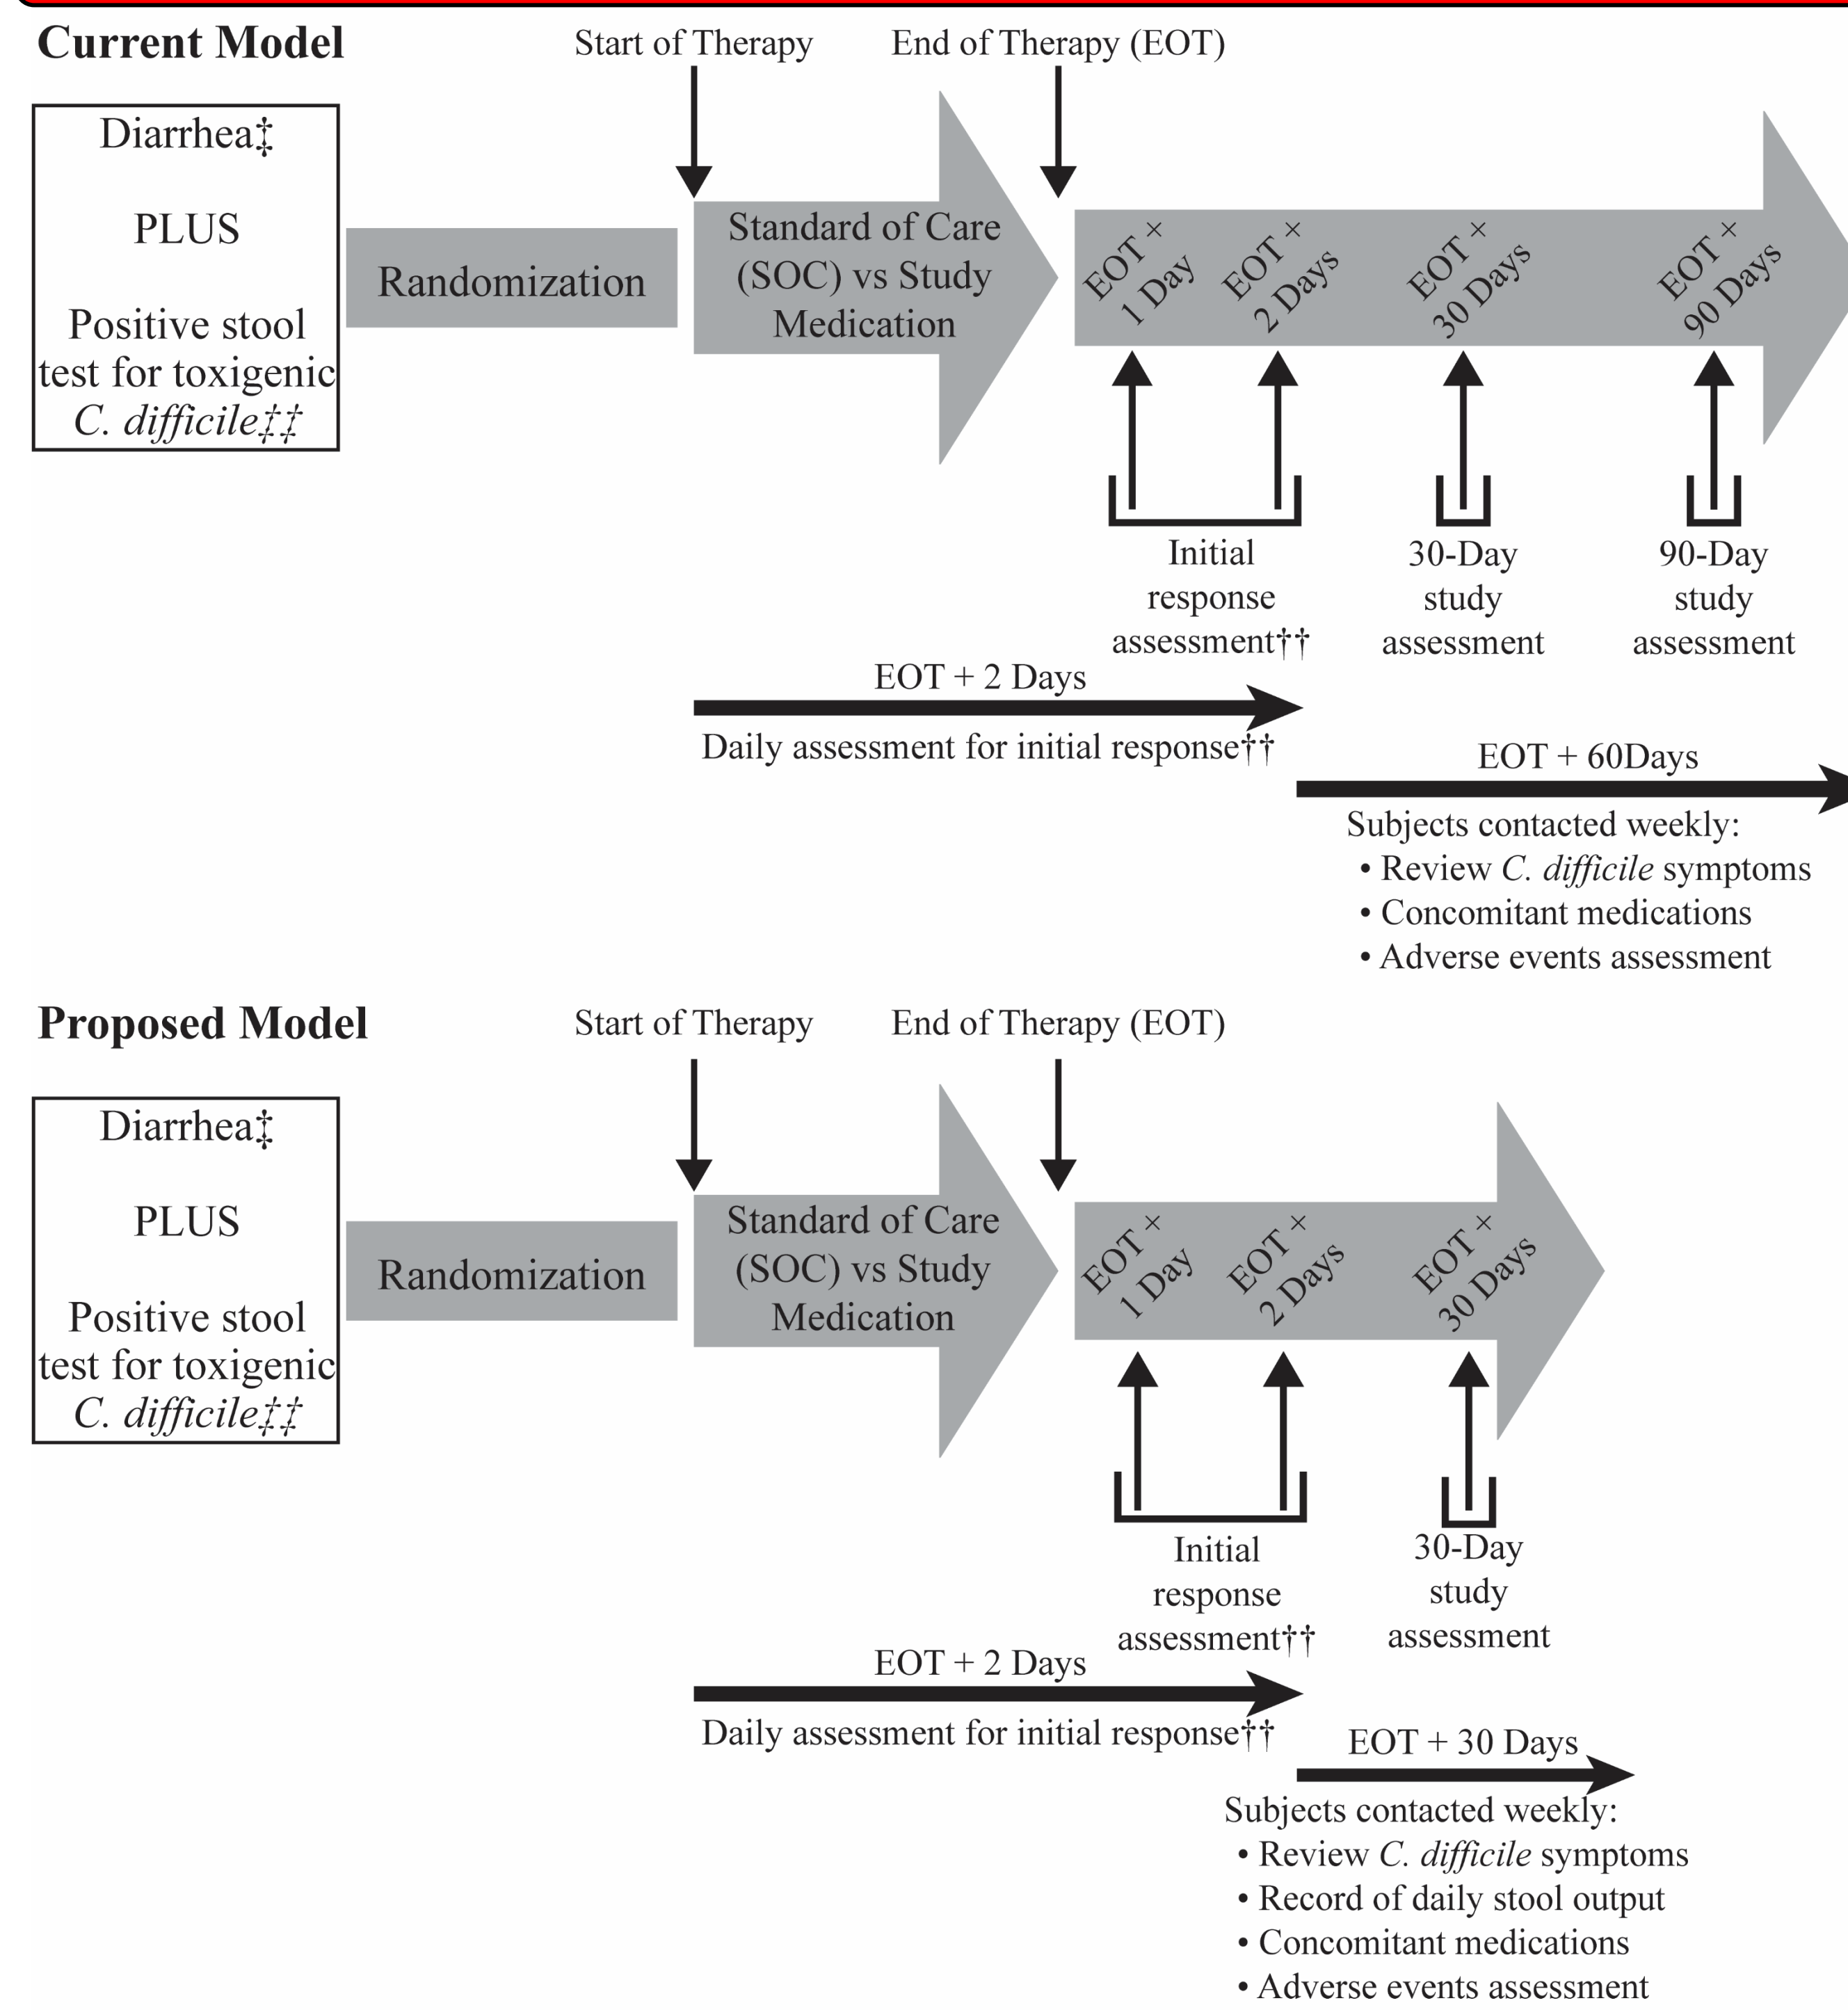 Current Model
Start of Therapy
End of Therapy (EOT)
Diarrhea‡
PLUS
Positive stool
test for toxigenic
C. difficile‡‡
Randomization
Standard of Care
(SOC) vs Study
Medication
EOT ×
1 Day
EOT ×
2 Days
EOT ×
30 Days
EOT ×
90 Days
Initial
response
assessment††
30-Day
study
assessment
90-Day
study
assessment
EOT + 2 Days
Daily assessment for initial response††
EOT + 60Days
Subjects contacted weekly:
• Review C. difficile symptoms
• Concomitant medications
• Adverse events assessment
Proposed Model
Start of Therapy
End of Therapy (EOT)
Diarrhea‡
PLUS
Positive stool
test for toxigenic
C. difficile‡‡
Randomization
Standard of Care
(SOC) vs Study
Medication
EOT ×
1 Day
EOT ×
2 Days
EOT ×
30 Days
Initial
response
assessment††
30-Day
study
assessment
EOT + 2 Days
Daily assessment for initial response††
EOT + 30 Days
Subjects contacted weekly:
• Review C. difficile symptoms
• Record of daily stool output
• Concomitant medications
• Adverse events assessment